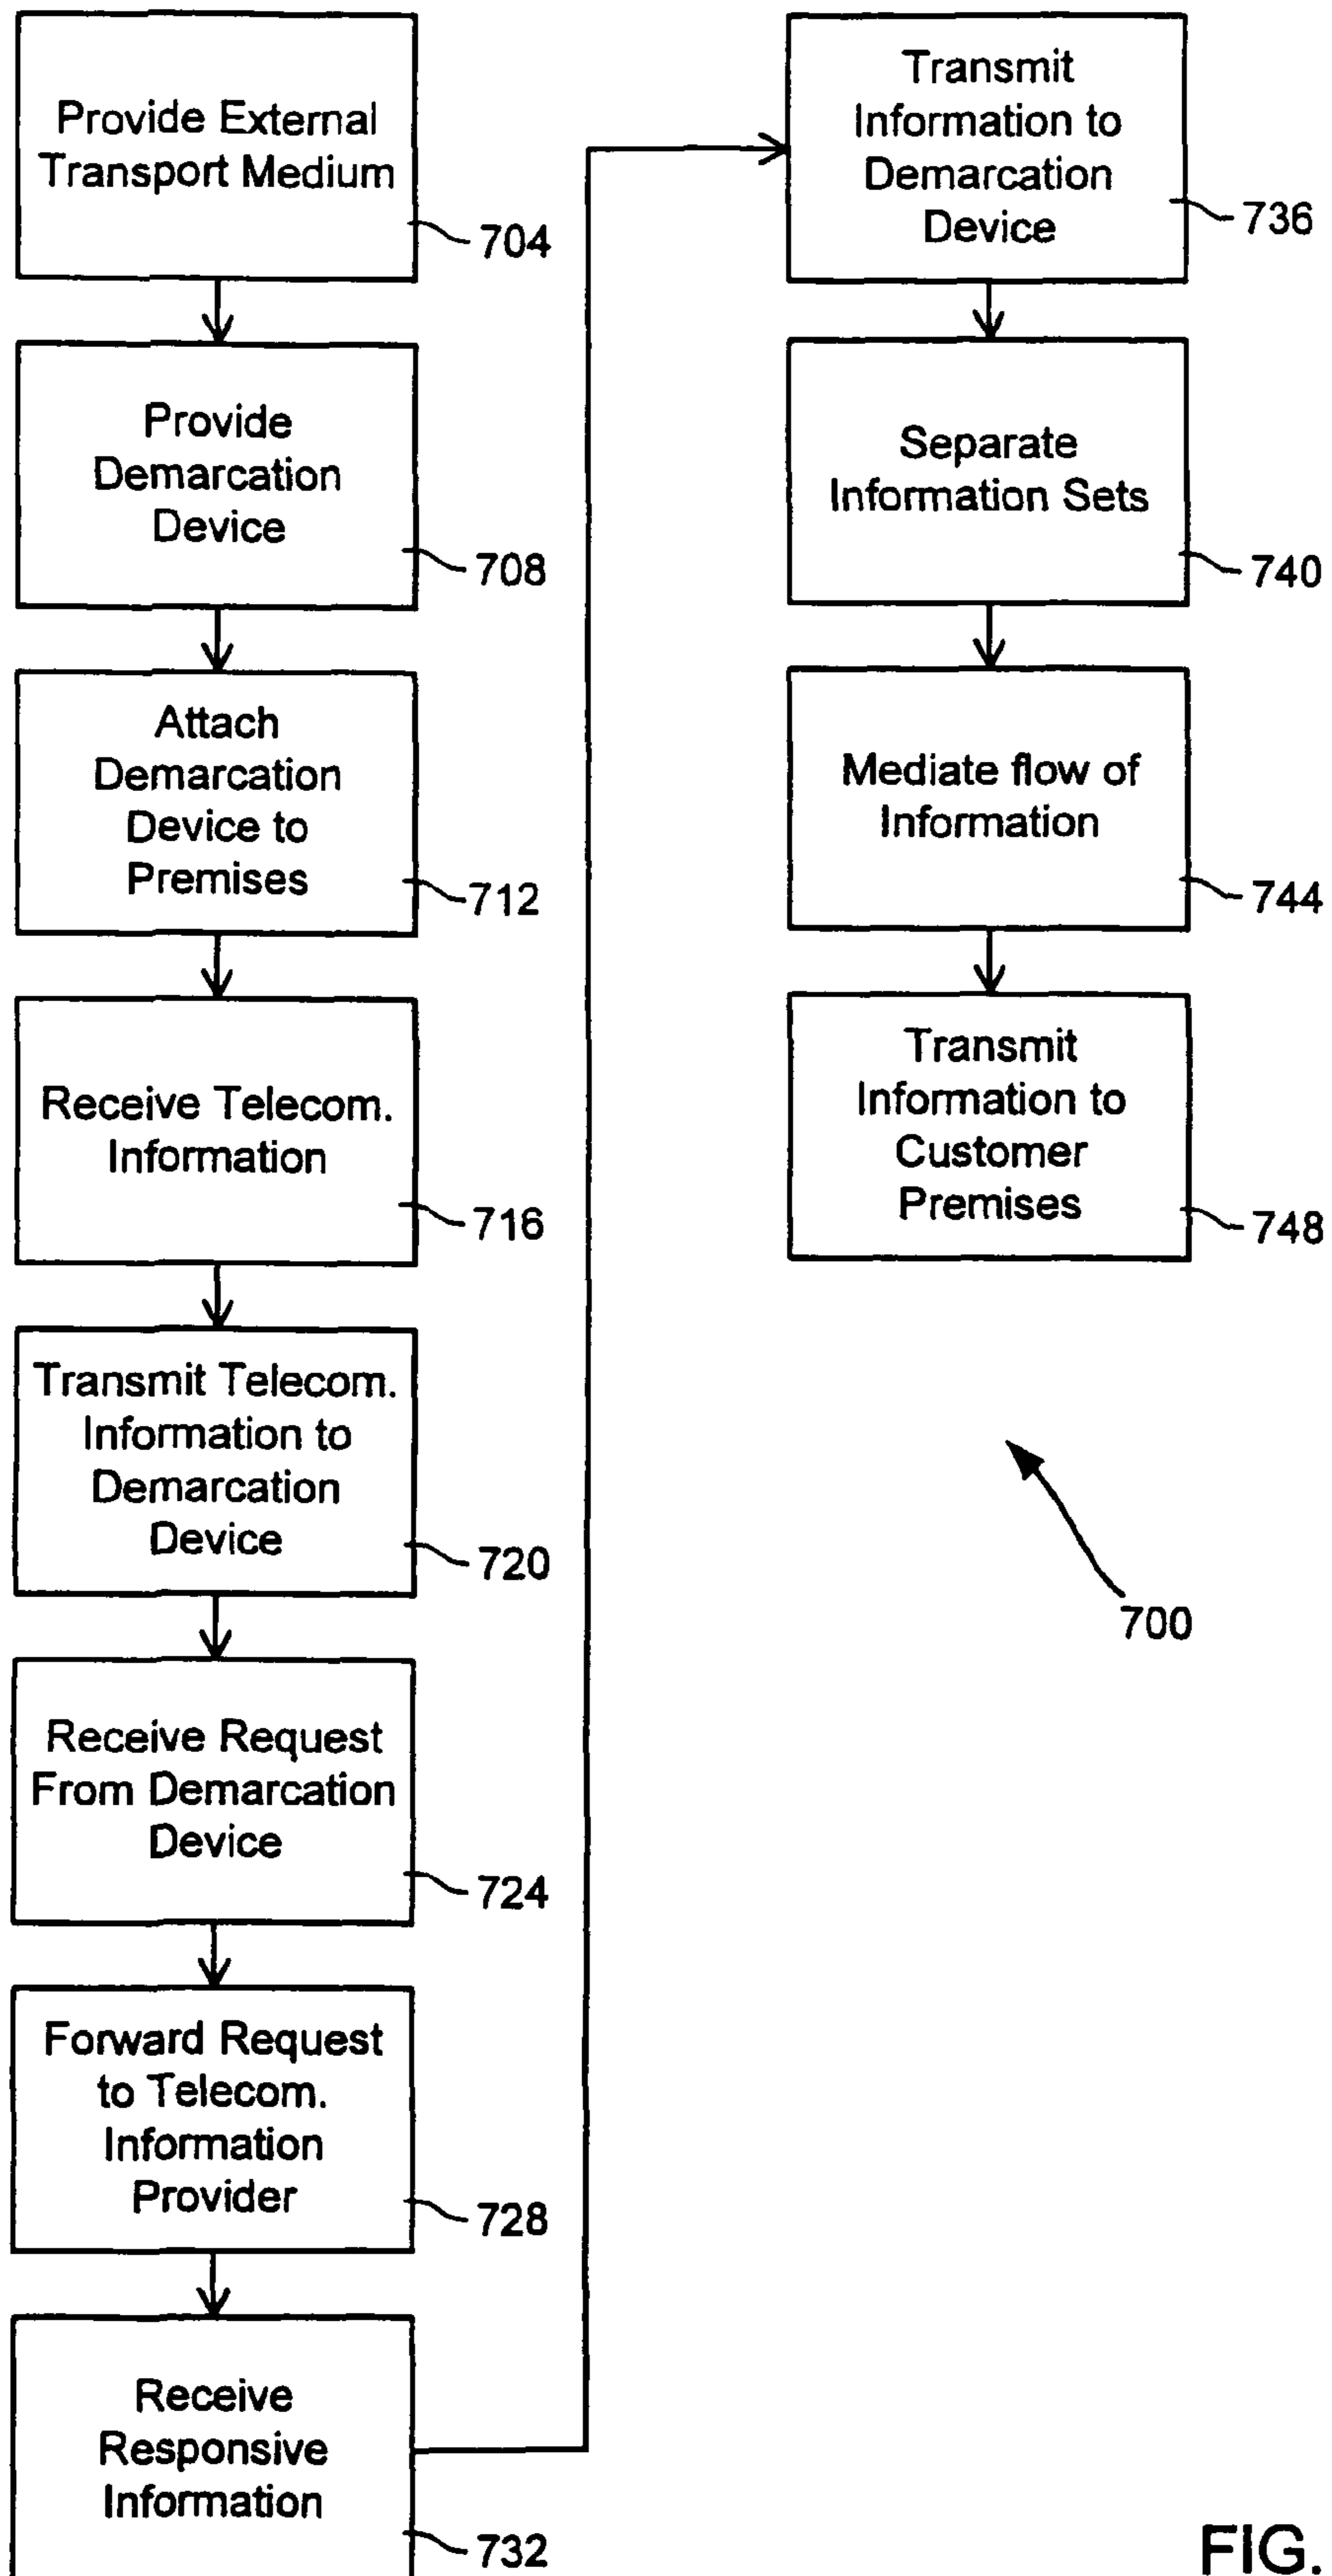 Provide External
Transport Medium
704
Provide
Demarcation
Device
708
Attach
Demarcation
Device to
Premises
712
Receive Telecom.
Information
716
Transmit Telecom.
Information to
Demarcation
Device
720
Receive Request
From Demarcation
Device
724
Forward Request
to Telecom.
Information
Provider
728
Receive
Responsive
Information
732
Transmit
Information to
Demarcation
Device
736
Separate
Information Sets
740
Mediate flow of
Information
744
Transmit
Information to
Customer
Premises
748
700
FIG.